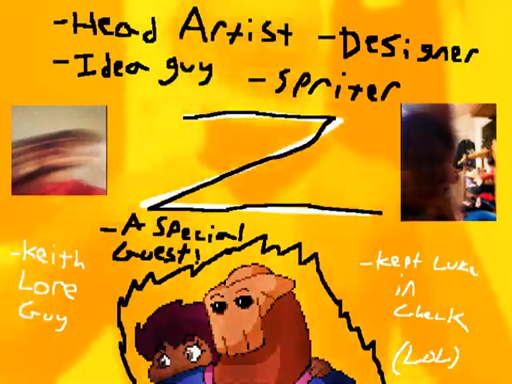 -Head Artist -Designer
-Idea guy -Spriter
Z
-A Special
Guest!
-Keith
Lore
Guy
-Kept Luke
in
Check
(LOL)